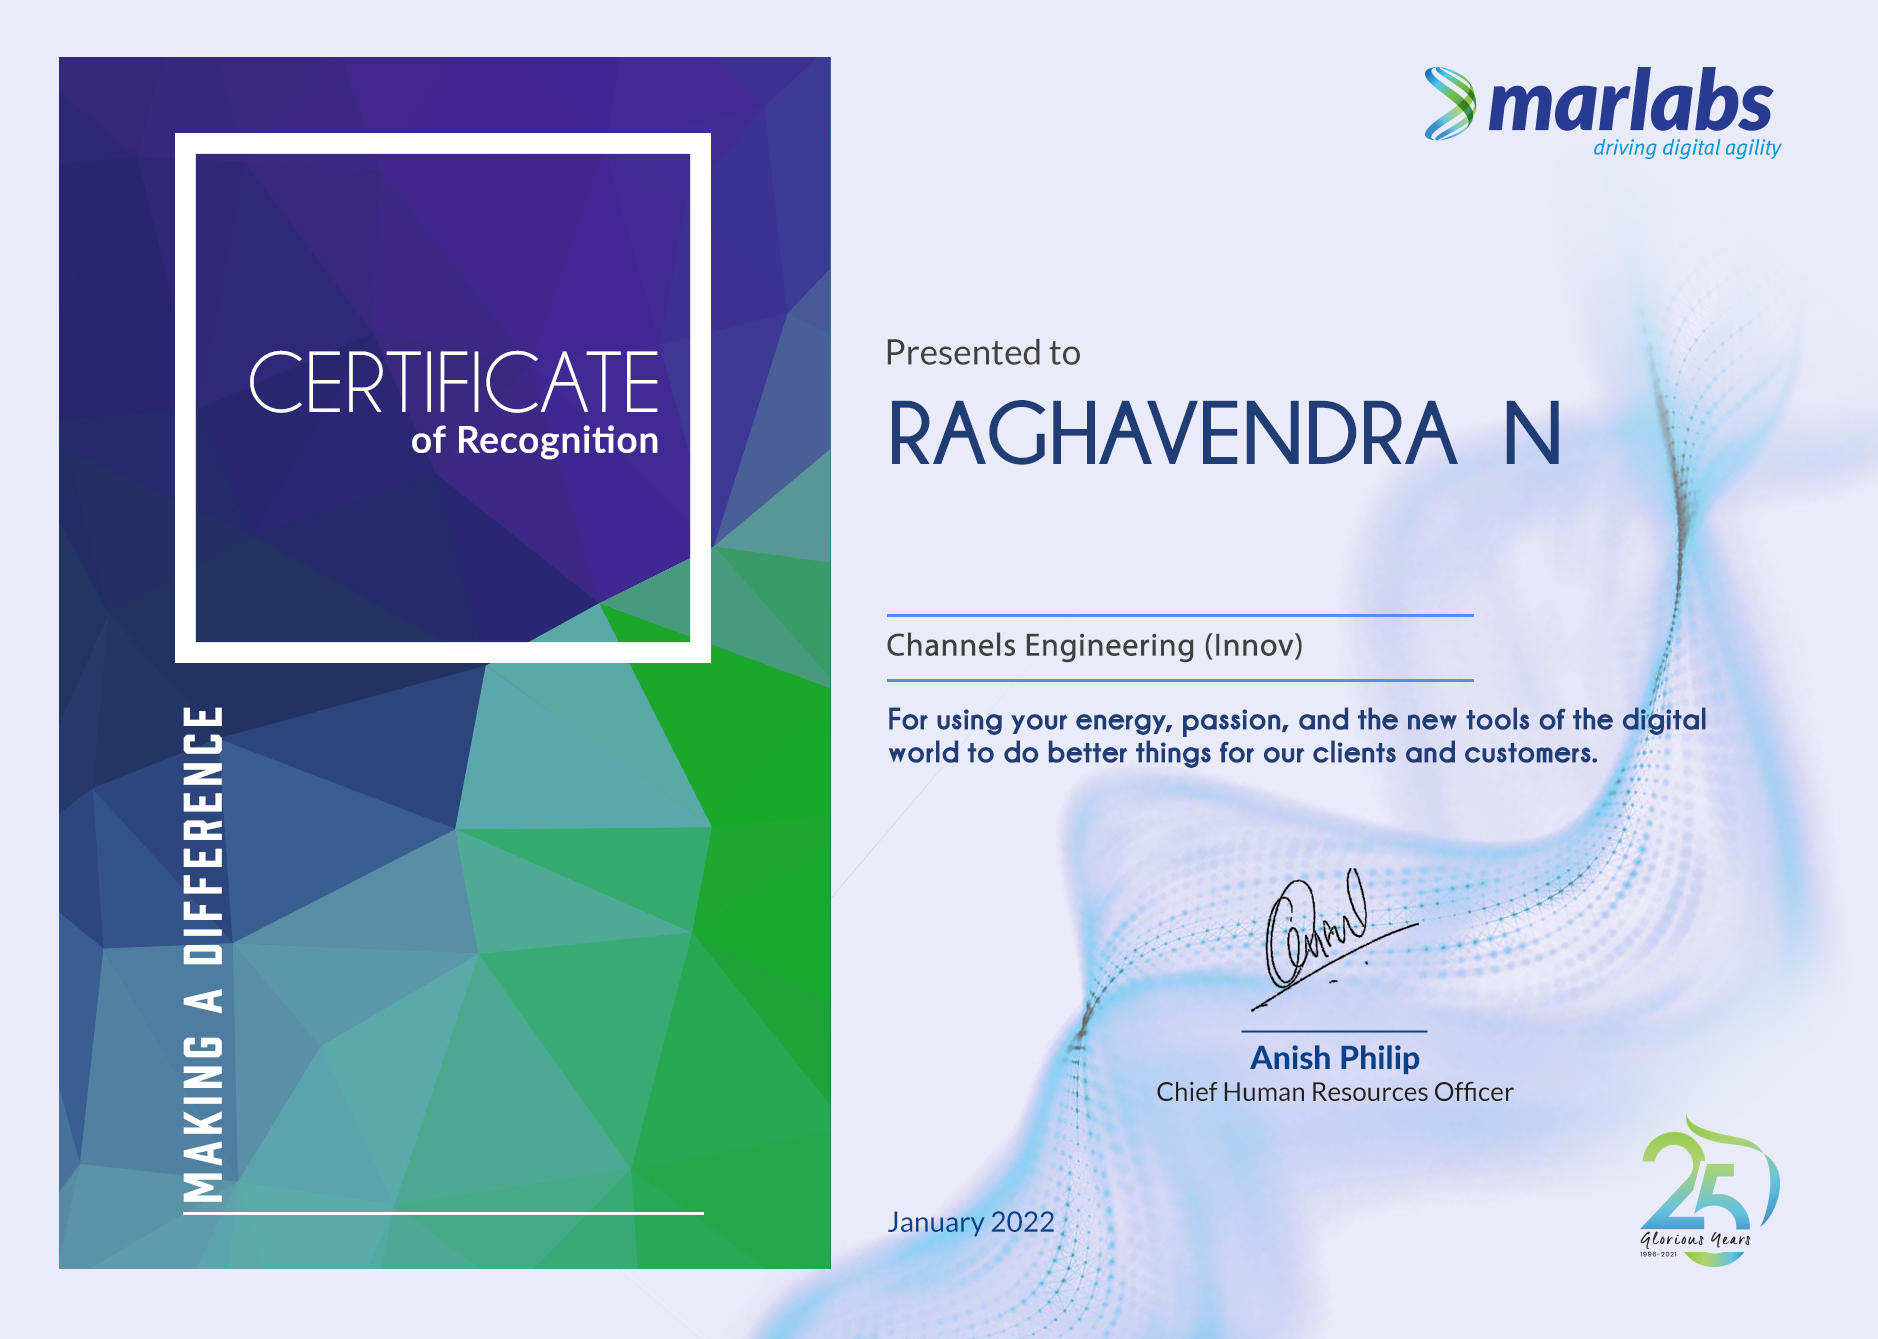 marlabs
driving digital agility
CERTIFICATE
of Recognition
MAKING A DIFFERENCE
Presented to
RAGHAVENDRA N
Channels Engineering (Innov)
For using your energy, passion, and the new tools of the digital
world to do better things for our clients and customers.
Anish Philip
Chief Human Resources Officer
January 2022
25
Glorious Years
1996-2021